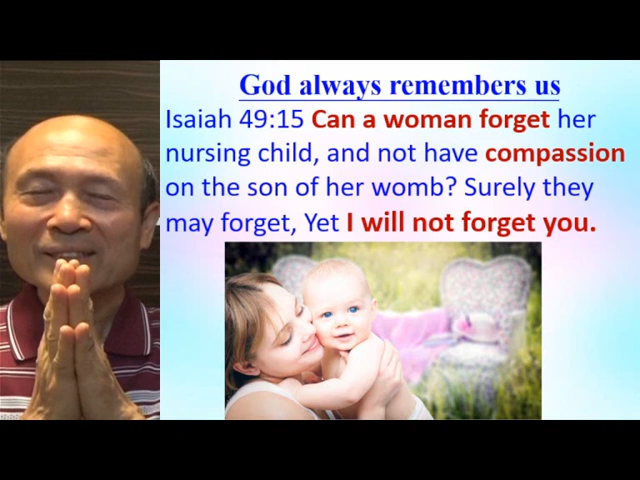 God always remembers us
Isaiah 49:15 Can a woman forget her
nursing child, and not have compassion
on the son of her womb? Surely they
may forget, Yet I will not forget you.